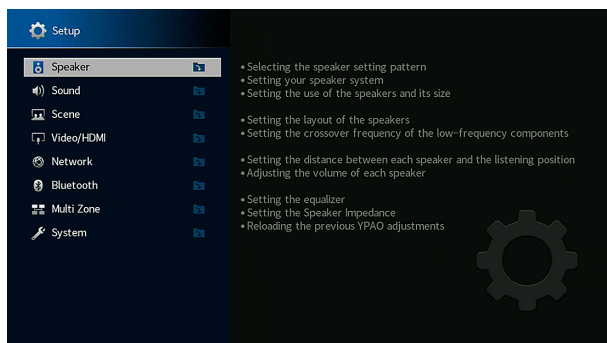 Setup
Speaker
Sound
Scene
Video/HDMI
Network
Bluetooth
Multi Zone
System
•Selecting the speaker setting pattern
•Setting your speaker system
•Setting the use of the speakers and its size
•Setting the layout of the speakers
•Setting the crossover frequency of the low-frequency components
•Setting the distance between each speaker and the listening position
•Adjusting the volume of each speaker
•Setting the equalizer
•Setting the Speaker Impedance
•Reloading the previous YPAO adjustments